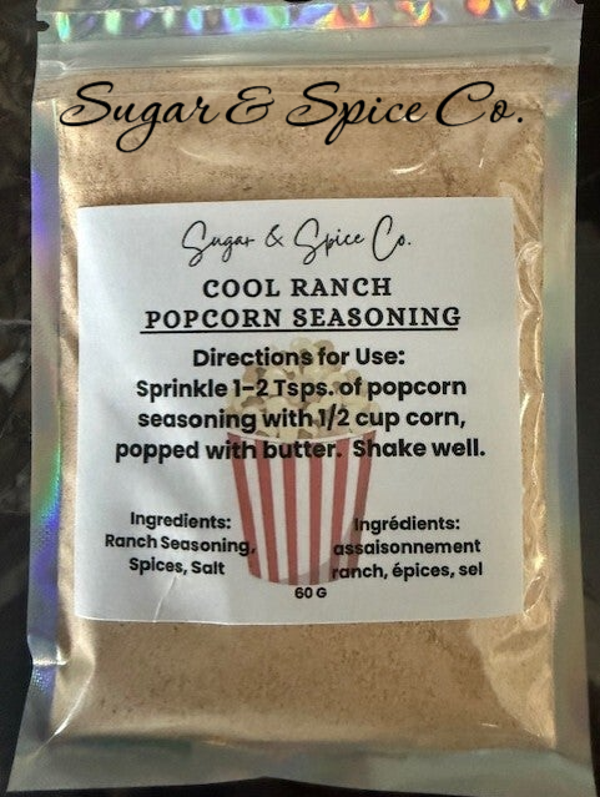 Sugar & Spice Co.
Sugar & Spice Co.
COOL RANCH
POPCORN SEASONING
Directions for Use:
Sprinkle 1-2 Tsps. of popcorn
seasoning with 1/2 cup corn,
popped with butter. Shake well.
Ingredients:
Ranch Seasoning,
Spices, Salt
Ingrédients:
assaisonnement
ranch, épices, sel
60 G